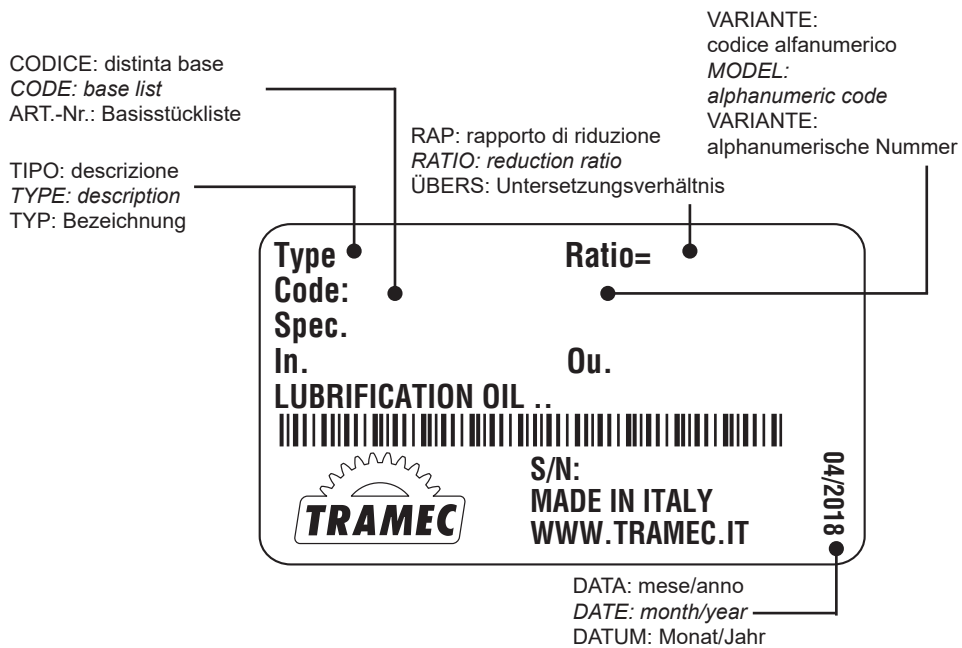 VARIANTE:
codice alfanumerico
MODEL:
alphanumeric code
VARIANTE:
alphanumerische Nummer
CODICE: distinta base
CODE: base list
ART.-Nr.: Basisstückliste
RAP: rapporto di riduzione
RATIO: reduction ratio
ÜBERS: Untersetzungsverhältnis
TIPO: descrizione
TYPE: description
TYP: Bezeichnung
Type Ratio=
Code:
Spec.
In. Ou.
LUBRIFICATION OIL ..
TRAMEC
S/N:
MADE IN ITALY
WWW.TRAMEC.IT
04/2018
DATA: mese/anno
DATE: month/year
DATUM: Monat/Jahr